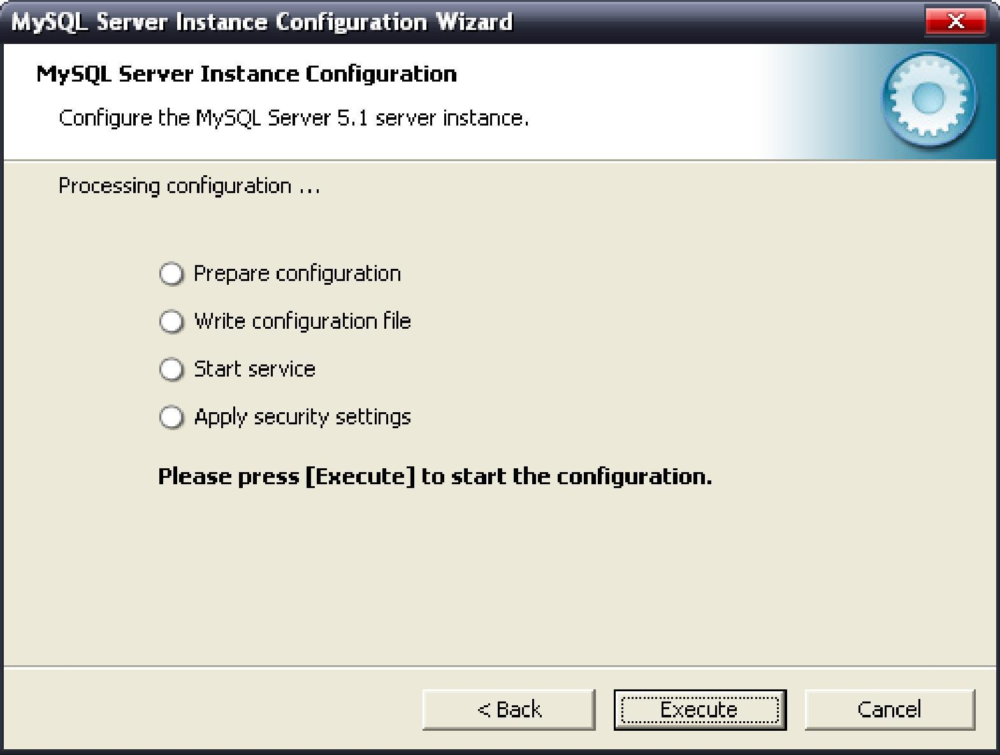 MySQL Server Instance Configuration Wizard
X
MySQL Server Instance Configuration
Configure the MySQL Server 5.1 server instance.
Processing configuration ...
Prepare configuration
Write configuration file
Start service
Apply security settings
Please press [Execute] to start the configuration.
< Back Execute Cancel